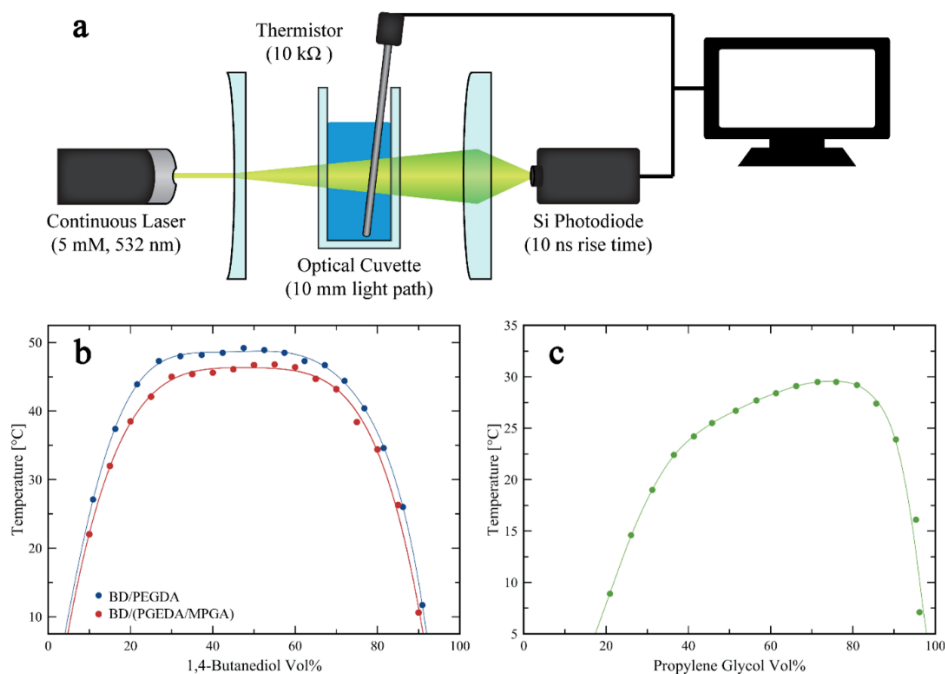 a
Thermistor
(10 kΩ )
Continuous Laser
(5 mM, 532 nm)
Si Photodiode
(10 ns rise time)
Optical Cuvette
(10 mm light path)
b
Temperature [°C]
50
40
30
20
10
BD/PEGDA
BD/(PGEDA/MPGA)
0 20 40 60 80 100
1,4-Butanediol Vol%
c
Temperature [°C]
35
30
25
20
15
10
5
0 20 40 60 80 100
Propylene Glycol Vol%